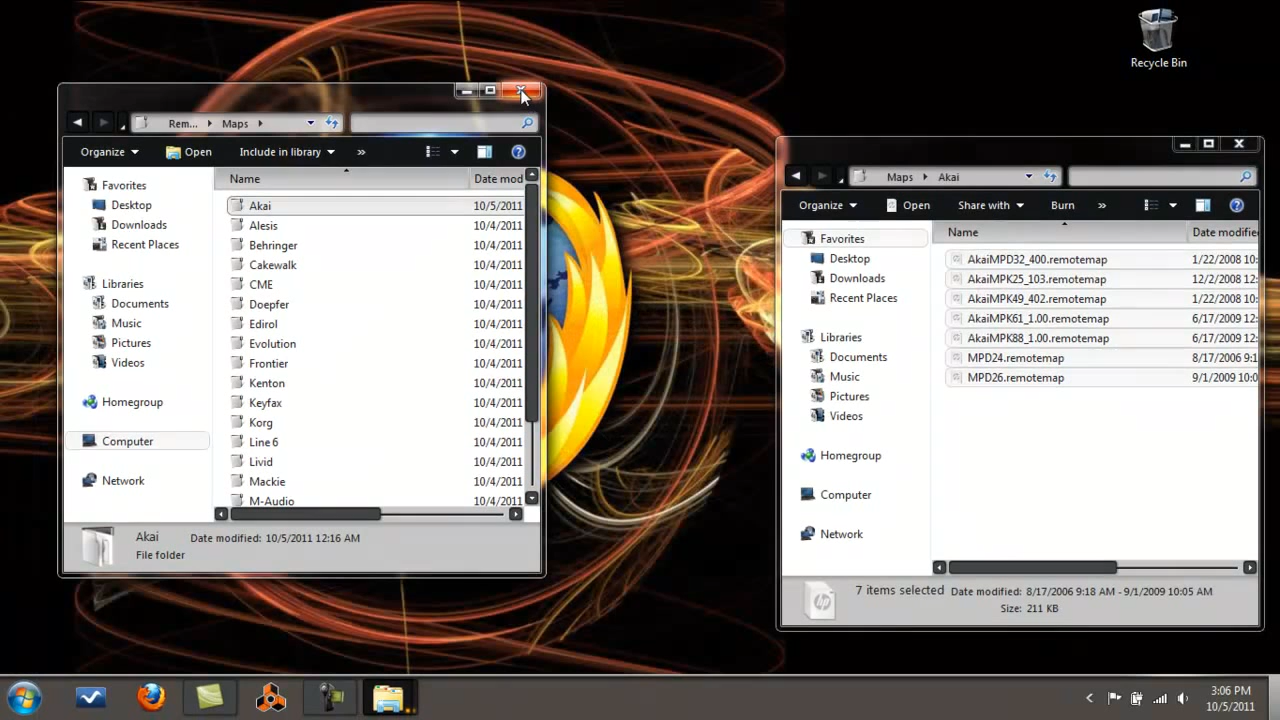 Recycle Bin
Rem... Maps
Organize Open Include in library »
Favorites
Desktop
Downloads
Recent Places
Libraries
Documents
Music
Pictures
Videos
Homegroup
Computer
Network
Name Date mod
Akai 10/5/2011
Alesis 10/4/2011
Behringer 10/4/2011
Cakewalk 10/4/2011
CME 10/4/2011
Doepfer 10/4/2011
Edirol 10/4/2011
Evolution 10/4/2011
Frontier 10/4/2011
Kenton 10/4/2011
Keyfax 10/4/2011
Korg 10/4/2011
Line 6 10/4/2011
Livid 10/4/2011
Mackie 10/4/2011
M-Audio 10/4/2011
Akai Date modified: 10/5/2011 12:16 AM
File folder
Maps Akai
Organize Open Share with Burn »
Favorites
Desktop
Downloads
Recent Places
Libraries
Documents
Music
Pictures
Videos
Homegroup
Computer
Network
Name Date modifie
AkaiMPD32_400.remotemap 1/22/2008 10:
AkaiMPK25_103.remotemap 12/2/2008 12:
AkaiMPK49_402.remotemap 1/22/2008 10:
AkaiMPK61_1.00.remotemap 6/17/2009 12:
AkaiMPK88_1.00.remotemap 6/17/2009 12:
MPD24.remotemap 8/17/2006 9:1
MPD26.remotemap 9/1/2009 10:0
hp
7 items selected Date modified: 8/17/2006 9:18 AM - 9/1/2009 10:05 AM
Size: 211 KB
3:06 PM
10/5/2011